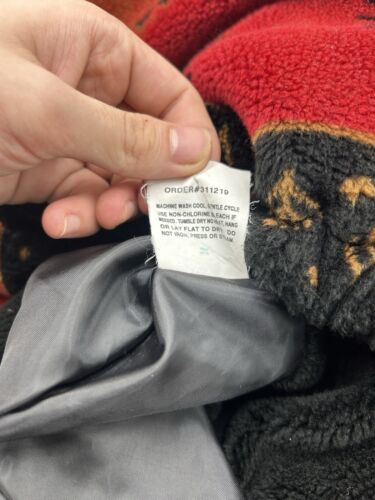 ORDER#311219
MACHINE WASH COOL, GENTLE CYCLE
USE NON-CHLORINE BLEACH IF
NEEDED. TUMBLE DRY NO HEAT, HANG
OR LAY FLAT TO DRY. DO
NOT IRON, PRESS OR STEAM.